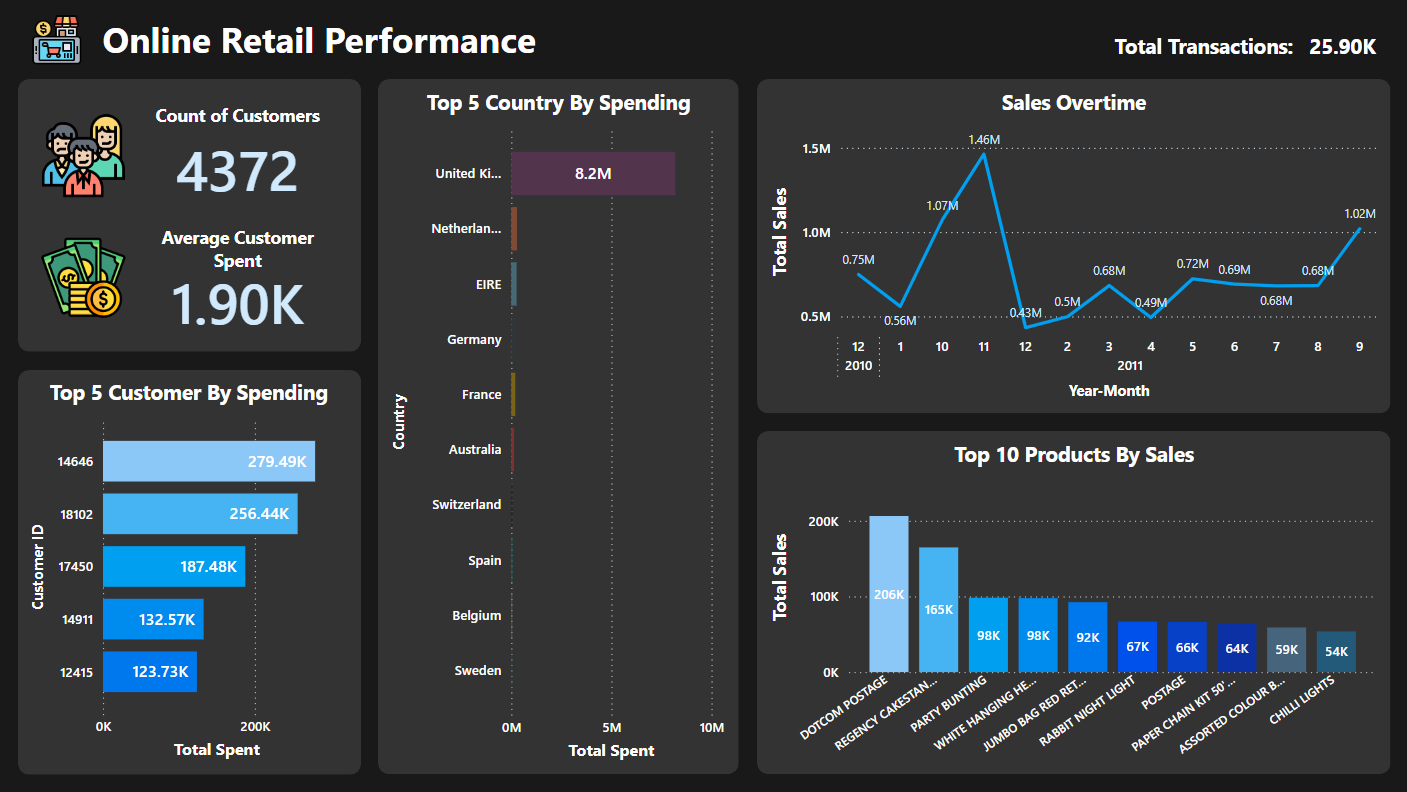 Online Retail Performance
Total Transactions: 25.90K
Count of Customers
4372
Average Customer
Spent
1.90K
Top 5 Customer By Spending
Customer ID
14646 279.49K
18102 256.44K
17450 187.48K
14911 132.57K
12415 123.73K
0K 200K
Total Spent
Top 5 Country By Spending
Country
United Ki... 8.2M
Netherlan...
EIRE
Germany
France
Australia
Switzerland
Spain
Belgium
Sweden
0M 5M 10M
Total Spent
Sales Overtime
Total Sales
1.5M
1.0M
0.5M
0.75M 0.56M 1.07M 1.46M 0.43M 0.5M 0.68M 0.49M 0.72M 0.69M 0.68M 0.68M 1.02M
12 1 10 11 12 2 3 4 5 6 7 8 9
2010 2011
Year-Month
Top 10 Products By Sales
Total Sales
200K
100K
0K
206K 165K 98K 98K 92K 67K 66K 64K 59K 54K
DOTCOM POSTAGE
REGENCY CAKESTAN...
PARTY BUNTING
WHITE HANGING HE...
JUMBO BAG RED RET...
RABBIT NIGHT LIGHT
POSTAGE
PAPER CHAIN KIT 50'...
ASSORTED COLOUR B...
CHILLI LIGHTS